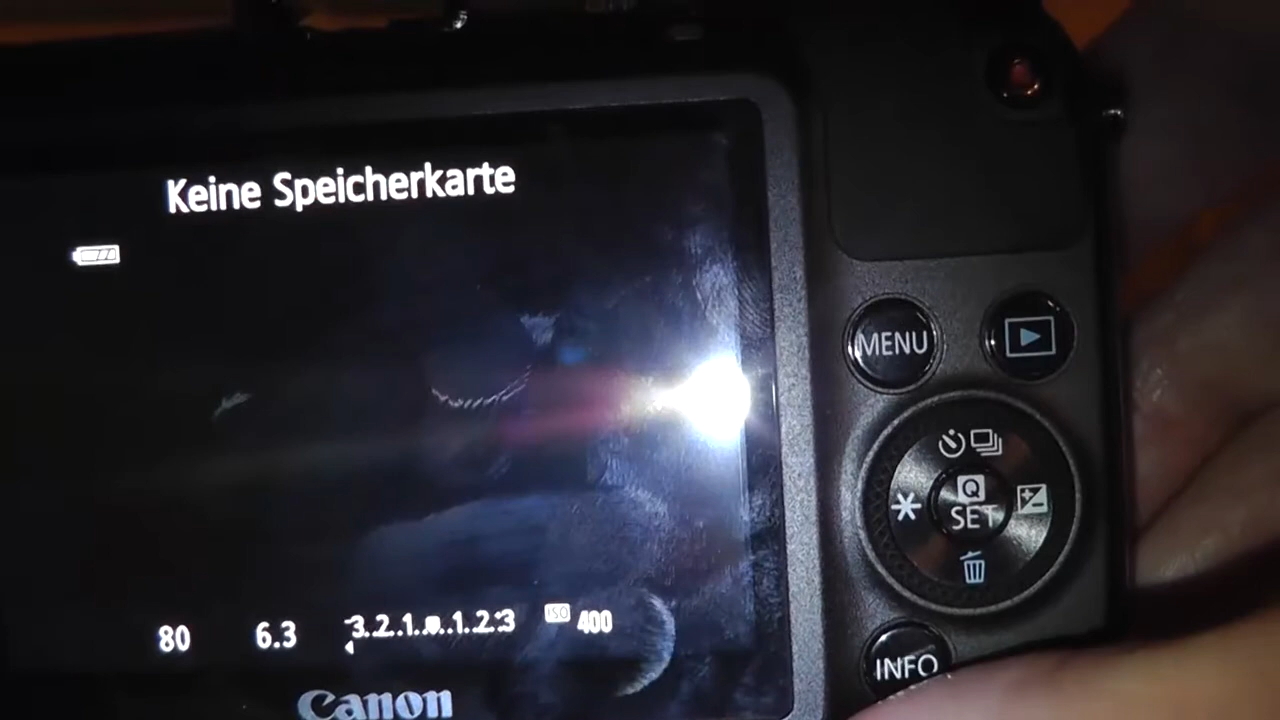 Keine Speicherkarte
MENU
Q
SET
80 6.3 -3..2..1..0..1..2..3 ISO 400
INFO
Canon